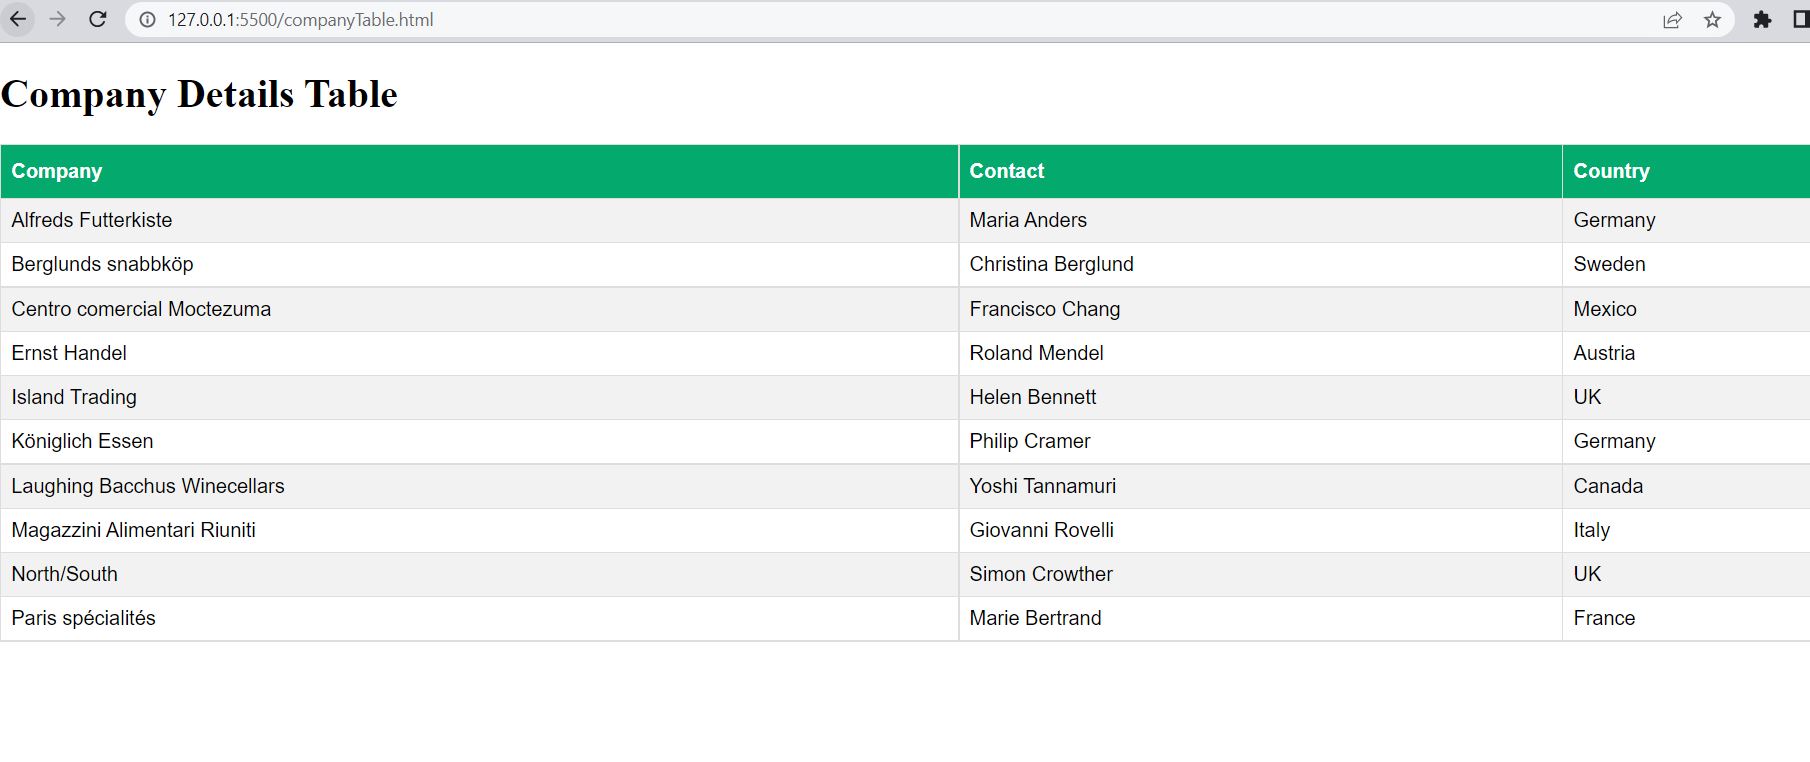 127.0.0.1:5500/companyTable.html
Company Details Table
Company Contact Country
Alfreds Futterkiste Maria Anders Germany
Berglunds snabbköp Christina Berglund Sweden
Centro comercial Moctezuma Francisco Chang Mexico
Ernst Handel Roland Mendel Austria
Island Trading Helen Bennett UK
Königlich Essen Philip Cramer Germany
Laughing Bacchus Winecellars Yoshi Tannamuri Canada
Magazzini Alimentari Riuniti Giovanni Rovelli Italy
North/South Simon Crowther UK
Paris spécialités Marie Bertrand France